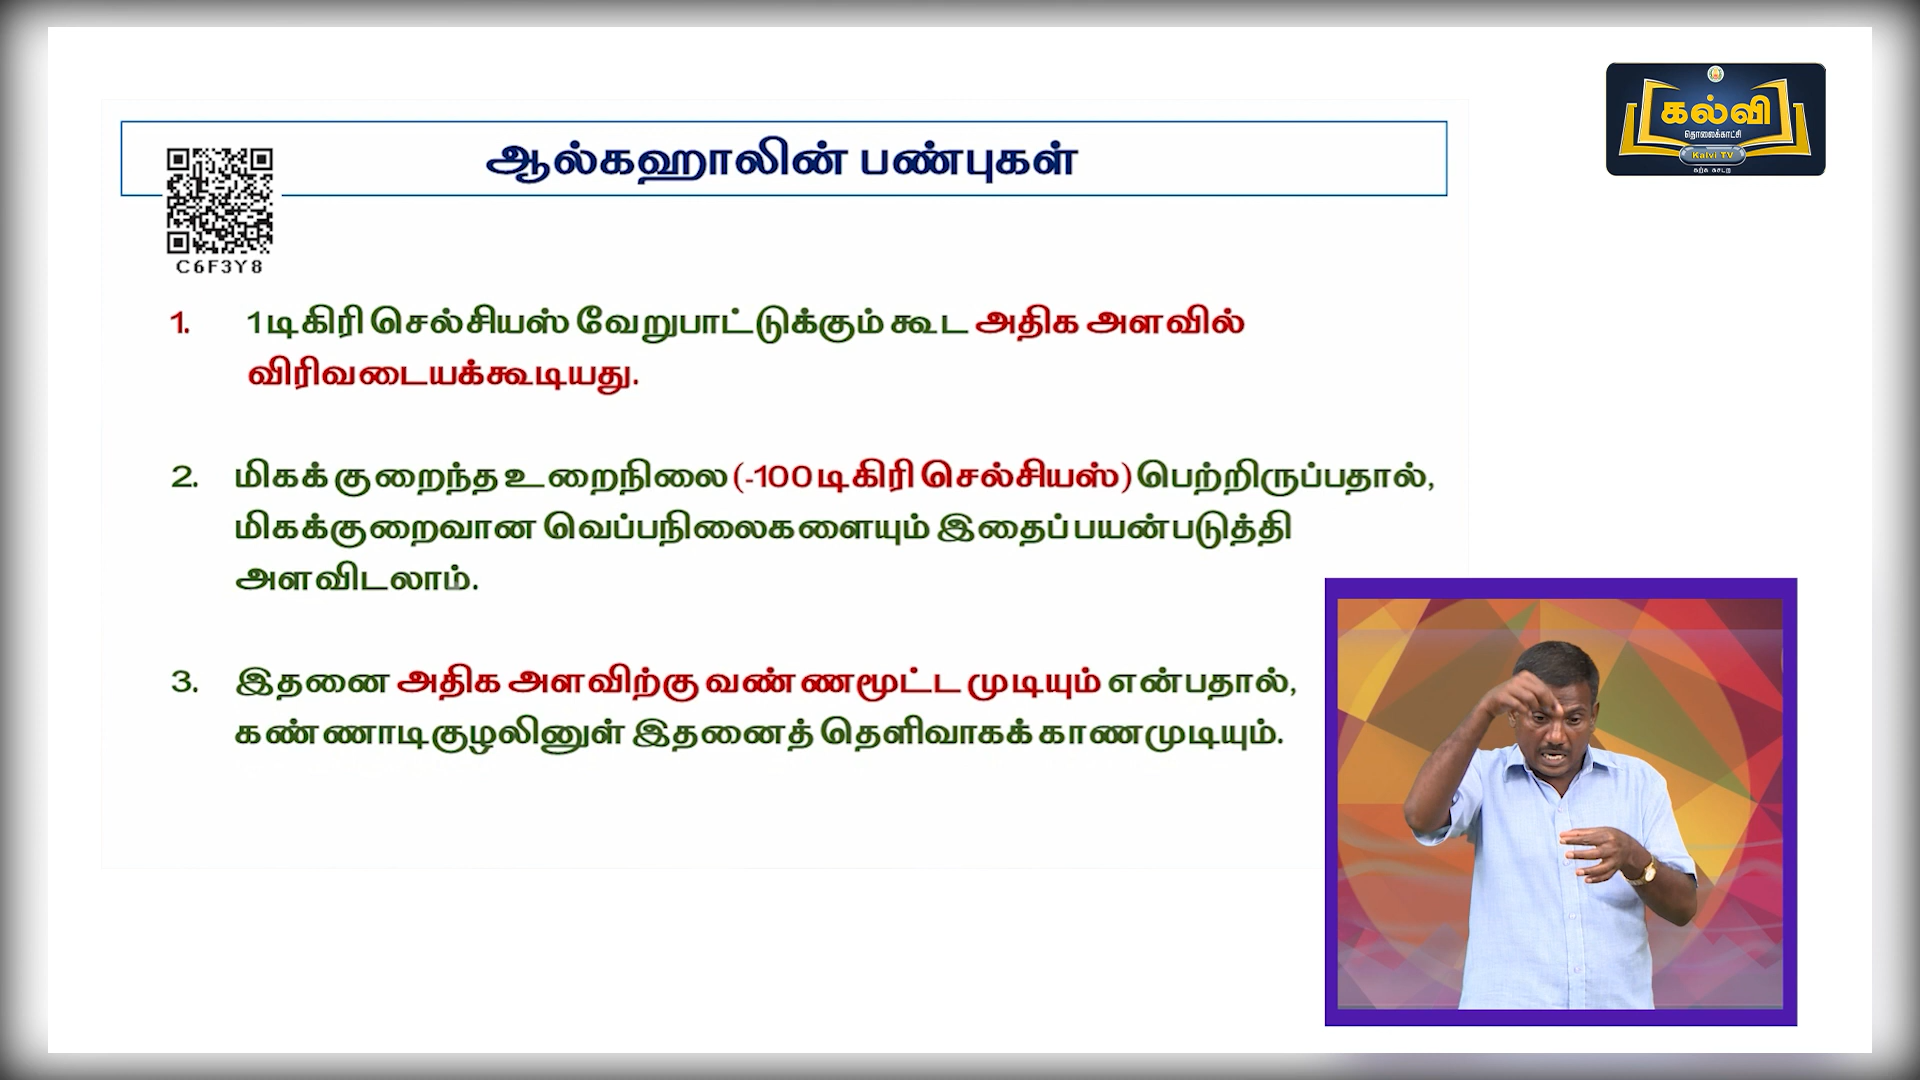 கல்வி
தொலைக்காட்சி
Kalvi TV
கற்க கசடற
ஆல்கஹாலின் பண்புகள்
C6F3Y8
1. 1 டிகிரி செல்சியஸ் வேறுபாட்டுக்கும் கூட அதிக அளவில்
விரிவடையக்கூடியது.
2. மிகக் குறைந்த உறைநிலை (-100 டிகிரி செல்சியஸ்) பெற்றிருப்பதால்,
மிகக்குறைவான வெப்பநிலைகளையும் இதைப் பயன்படுத்தி
அளவிடலாம்.
3. இதனை அதிக அளவிற்கு வண்ணமூட்ட முடியும் என்பதால்,
கண்ணாடிகுழலினுள் இதனைத் தெளிவாகக் காணமுடியும்.